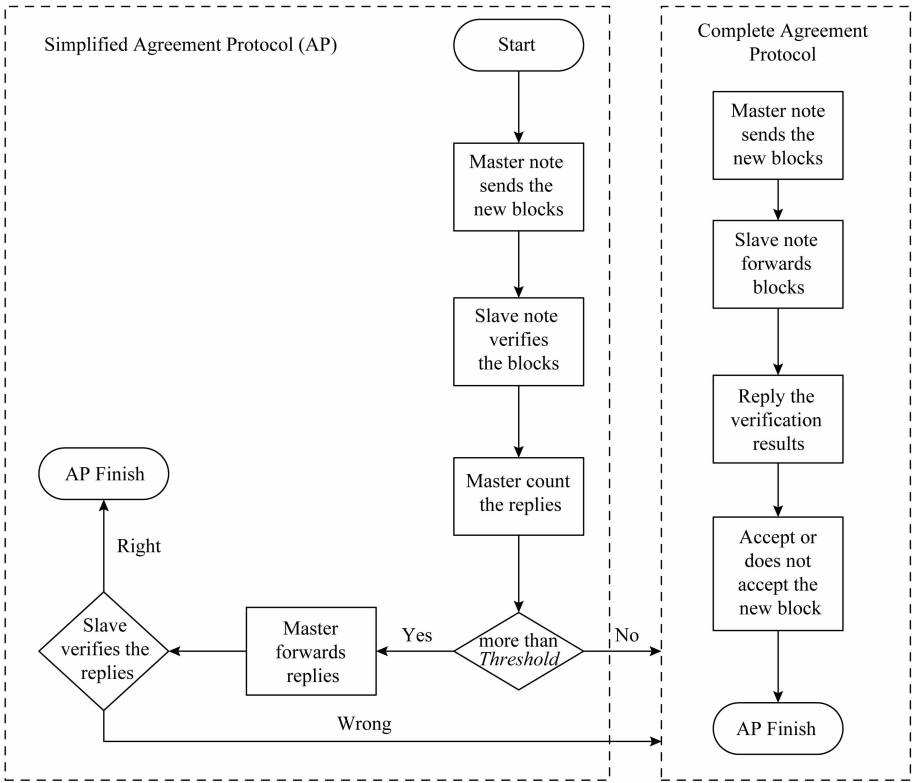 Simplified Agreement Protocol (AP)
Start
Master note
sends the
new blocks
Slave note
verifies
the blocks
Master count
the replies
more than
Threshold
Yes
No
Master
forwards
replies
Slave
verifies the
replies
Right
AP Finish
Wrong
Complete Agreement
Protocol
Master note
sends the
new blocks
Slave note
forwards
blocks
Reply the
verification
results
Accept or
does not
accept the
new block
AP Finish